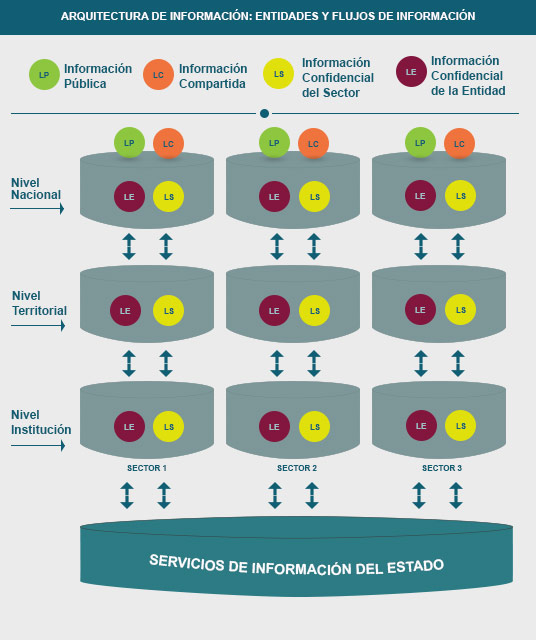 ARQUITECTURA DE INFORMACIÓN: ENTIDADES Y FLUJOS DE INFORMACIÓN
LP
Información
Pública
LC
Información
Compartida
LS
Información
Confidencial
del Sector
LE
Información
Confidencial
de la Entidad
Nivel
Nacional
LP LC LP LC LP LC
LE LS LE LS LE LS
Nivel
Territorial
LE LS LE LS LE LS
Nivel
Institución
LE LS LE LS LE LS
SECTOR 1 SECTOR 2 SECTOR 3
SERVICIOS DE INFORMACIÓN DEL ESTADO